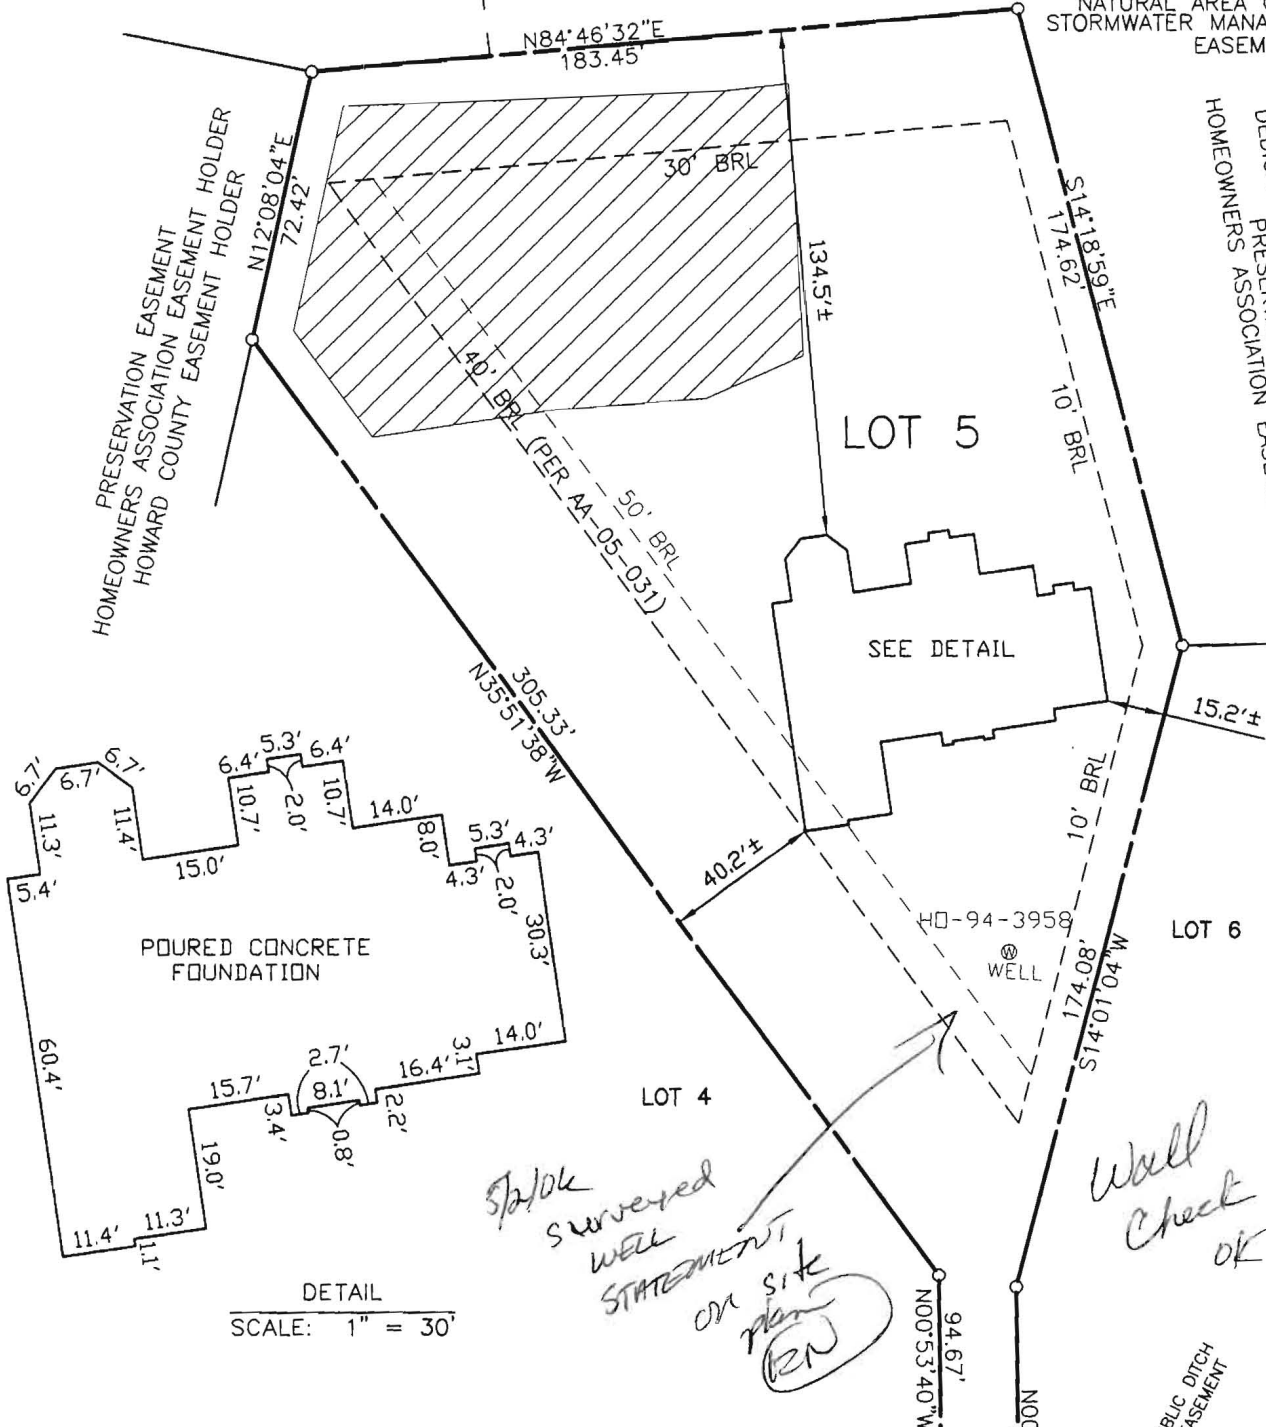 NATURAL AREA
STORMWATER MANA
EASEM
N84°46'32"E
183.45'
N12°08'04"E
72.42'
PRESERVATION EASEMENT
HOMEOWNERS ASSOCIATION EASEMENT HOLDER
HOWARD COUNTY EASEMENT HOLDER
PRESER
HOMEOWNERS ASSOCIATION EASE
30' BRL
134.5'±
S14°18'59"E
174.62'
10' BRL
LOT 5
40' BRL (PER AA-05-031)
50' BRL
SEE DETAIL
305.33'
N35°51'38"W
15.2'±
10' BRL
40.2'±
HO-94-3958
W
WELL
LOT 6
174.08'
S14°01'04"W
LOT 4
6.7'
6.7'
6.7'
11.3'
11.4'
5.4'
15.0'
6.4'
5.3'
6.4'
10.7'
2.0'
10.7'
14.0'
8.0'
4.3'
5.3'
4.3'
2.0'
30.3'
POURED CONCRETE
FOUNDATION
60.4'
14.0'
3.1'
16.4'
2.2'
2.7'
8.1'
0.8'
3.4'
15.7'
19.0'
11.3'
11.4'
1.1'
DETAIL
SCALE: 1" = 30'
surveyed
WELL
STATEMENT
on site
plan
Wall
Check
OK
94.67'
N00°53'40"W
N00
BLIC DITCH
EASEMENT